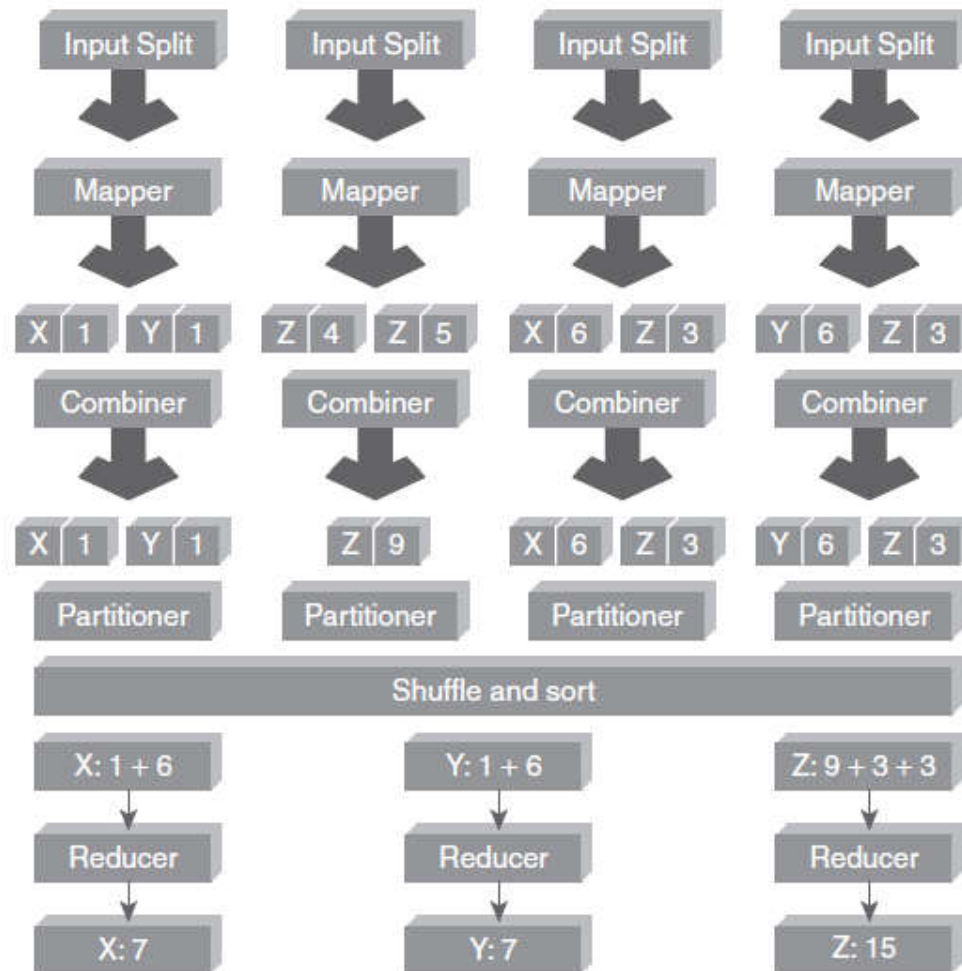 Input Split Input Split Input Split Input Split
Mapper Mapper Mapper Mapper
X 1 Y 1 Z 4 Z 5 X 6 Z 3 Y 6 Z 3
Combiner Combiner Combiner Combiner
X 1 Y 1 Z 9 X 6 Z 3 Y 6 Z 3
Partitioner Partitioner Partitioner Partitioner
Shuffle and sort
X: 1 + 6 Y: 1 + 6 Z: 9 + 3 + 3
Reducer Reducer Reducer
X: 7 Y: 7 Z: 15